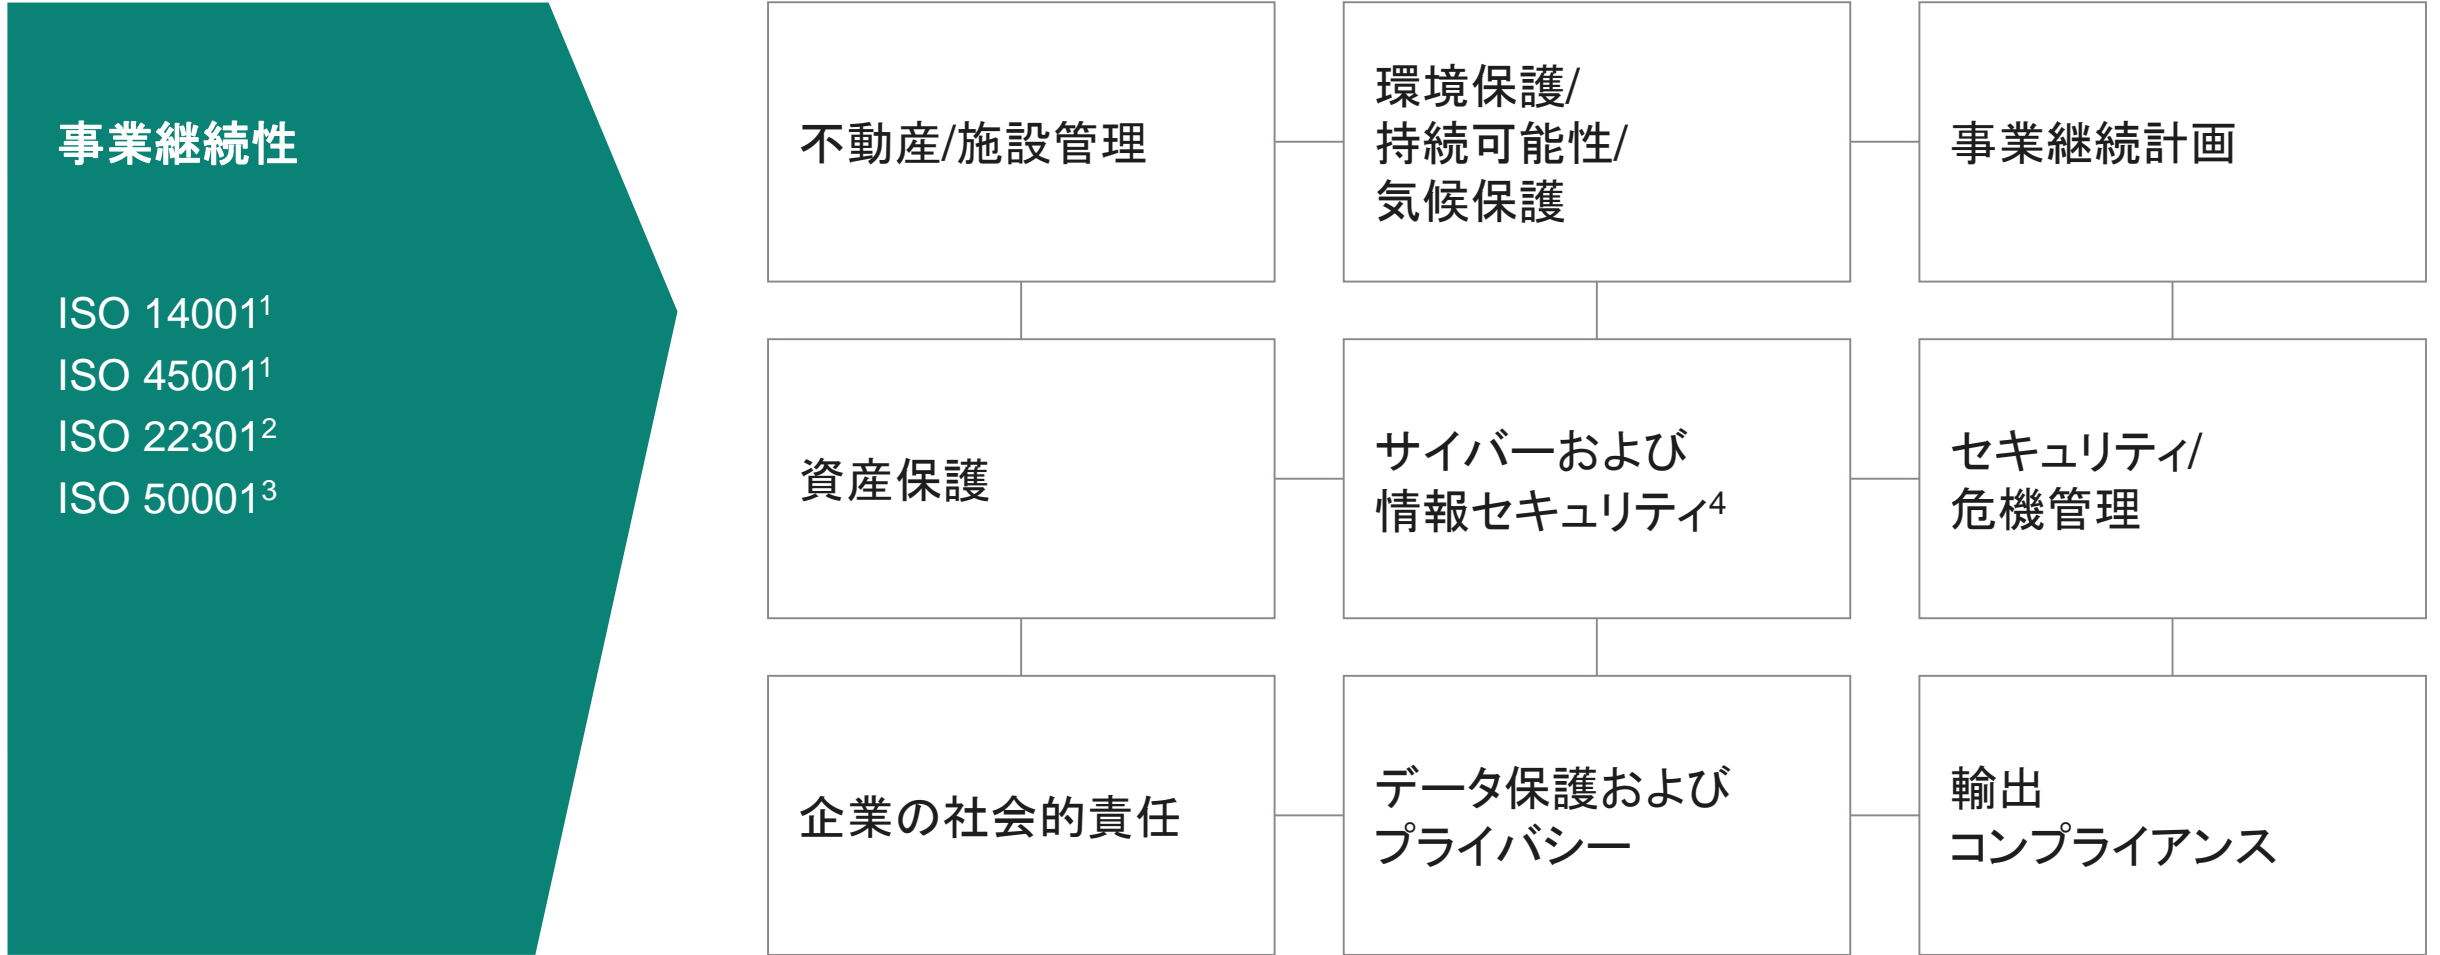 事業継続性
ISO 14001¹
ISO 45001¹
ISO 22301²
ISO 50001³
不動産/施設管理
環境保護/
持続可能性/
気候保護
事業継続計画
資産保護
サイバーおよび
情報セキュリティ⁴
セキュリティ/
危機管理
企業の社会的責任
データ保護および
プライバシー
輸出
コンプライアンス